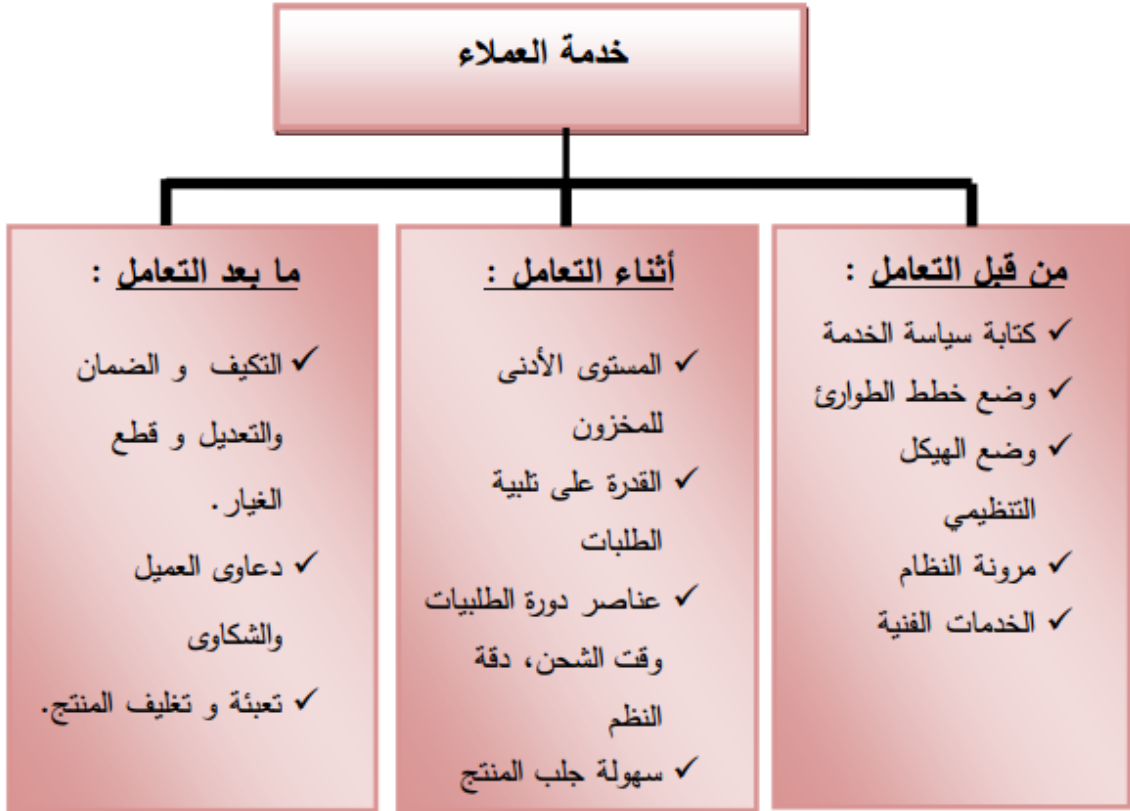 خدمة العملاء
من قبل التعامل :
✓ كتابة سياسة الخدمة
✓ وضع خطط الطوارئ
✓ وضع الهيكل
التنظيمي
✓ مرونة النظام
✓ الخدمات الفنية
أثناء التعامل :
✓ المستوى الأدنى
للمخزون
✓ القدرة على تلبية
الطلبات
✓ عناصر دورة الطلبيات
وقت الشحن، دقة
النظم
✓ سهولة جلب المنتج
ما بعد التعامل :
✓ التكيف و الضمان
والتعديل و قطع
الغيار.
✓ دعاوى العميل
والشكاوى
✓ تعبئة و تغليف المنتج.